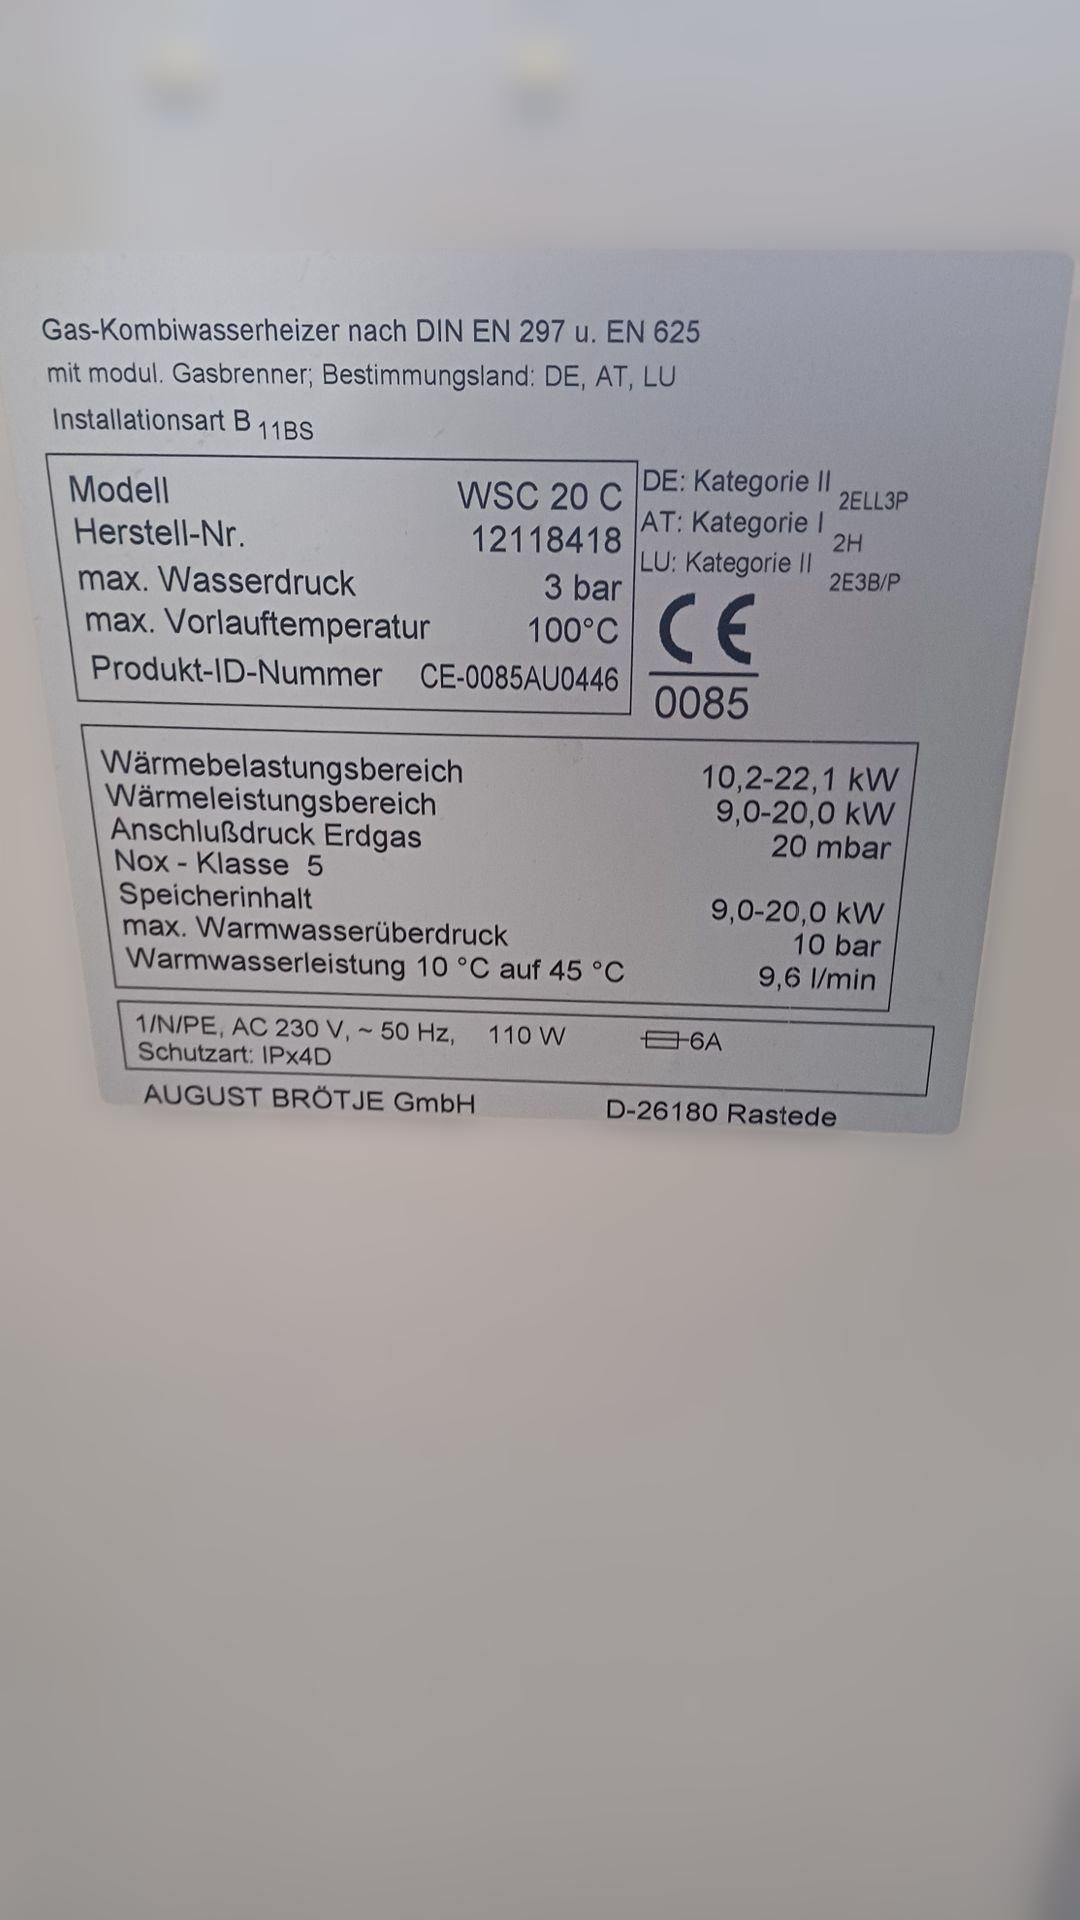 Gas-Kombiwasserheizer nach DIN EN 297 u. EN 625
mit modul. Gasbrenner; Bestimmungsland: DE, AT, LU
Installationsart B 11BS
Modell WSC 20 C
Herstell-Nr. 12118418
max. Wasserdruck 3 bar
max. Vorlauftemperatur 100°C
Produkt-ID-Nummer CE-0085AU0446
DE: Kategorie II 2ELL3P
AT: Kategorie I 2H
LU: Kategorie II 2E3B/P
CE
0085
Wärmebelastungsbereich 10,2-22,1 kW
Wärmeleistungsbereich 9,0-20,0 kW
Anschlußdruck Erdgas 20 mbar
Nox - Klasse 5
Speicherinhalt 9,0-20,0 kW
max. Warmwasserüberdruck 10 bar
Warmwasserleistung 10 °C auf 45 °C 9,6 l/min
1/N/PE, AC 230 V, ~ 50 Hz, 110 W 6A
Schutzart: IPx4D
AUGUST BRÖTJE GmbH D-26180 Rastede